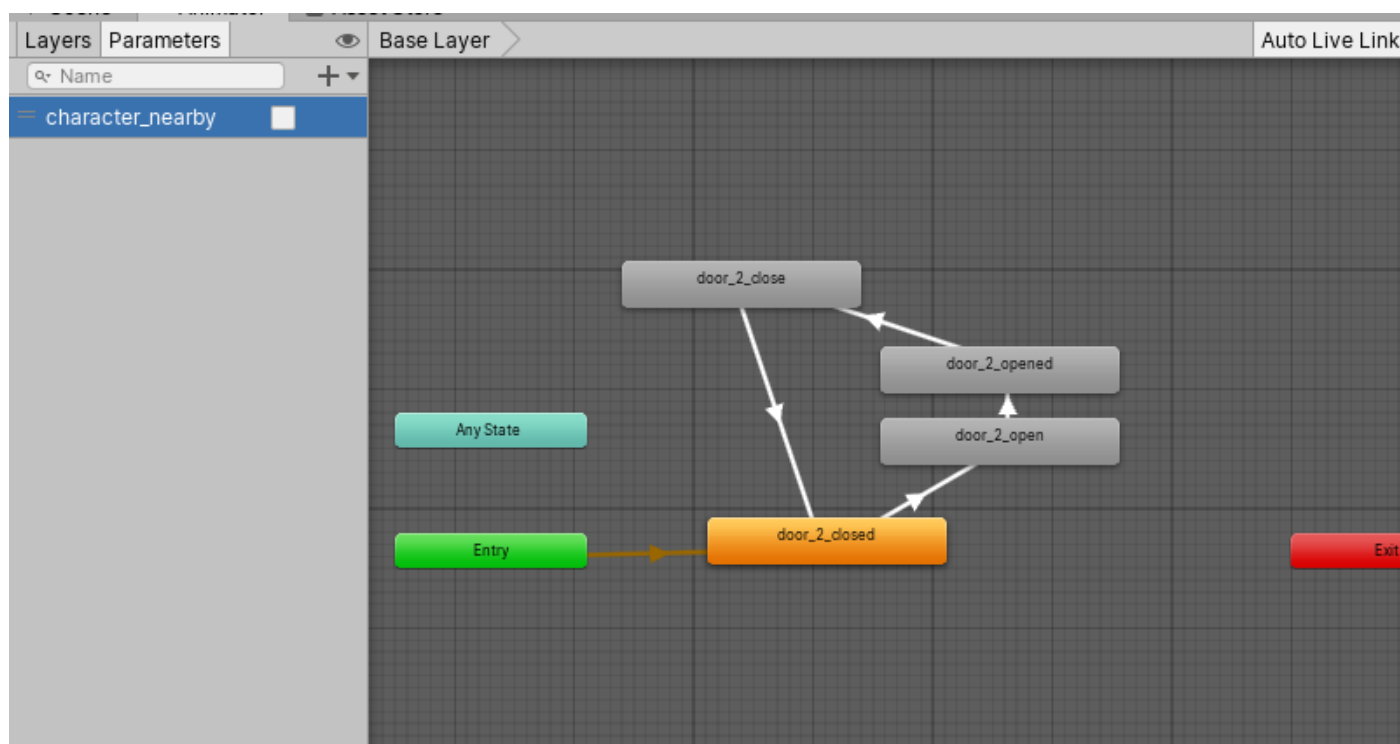 Layers Parameters
Base Layer
Auto Live Link
Name
character_nearby
door_2_close
door_2_opened
Any State
door_2_open
door_2_closed
Entry
Exit